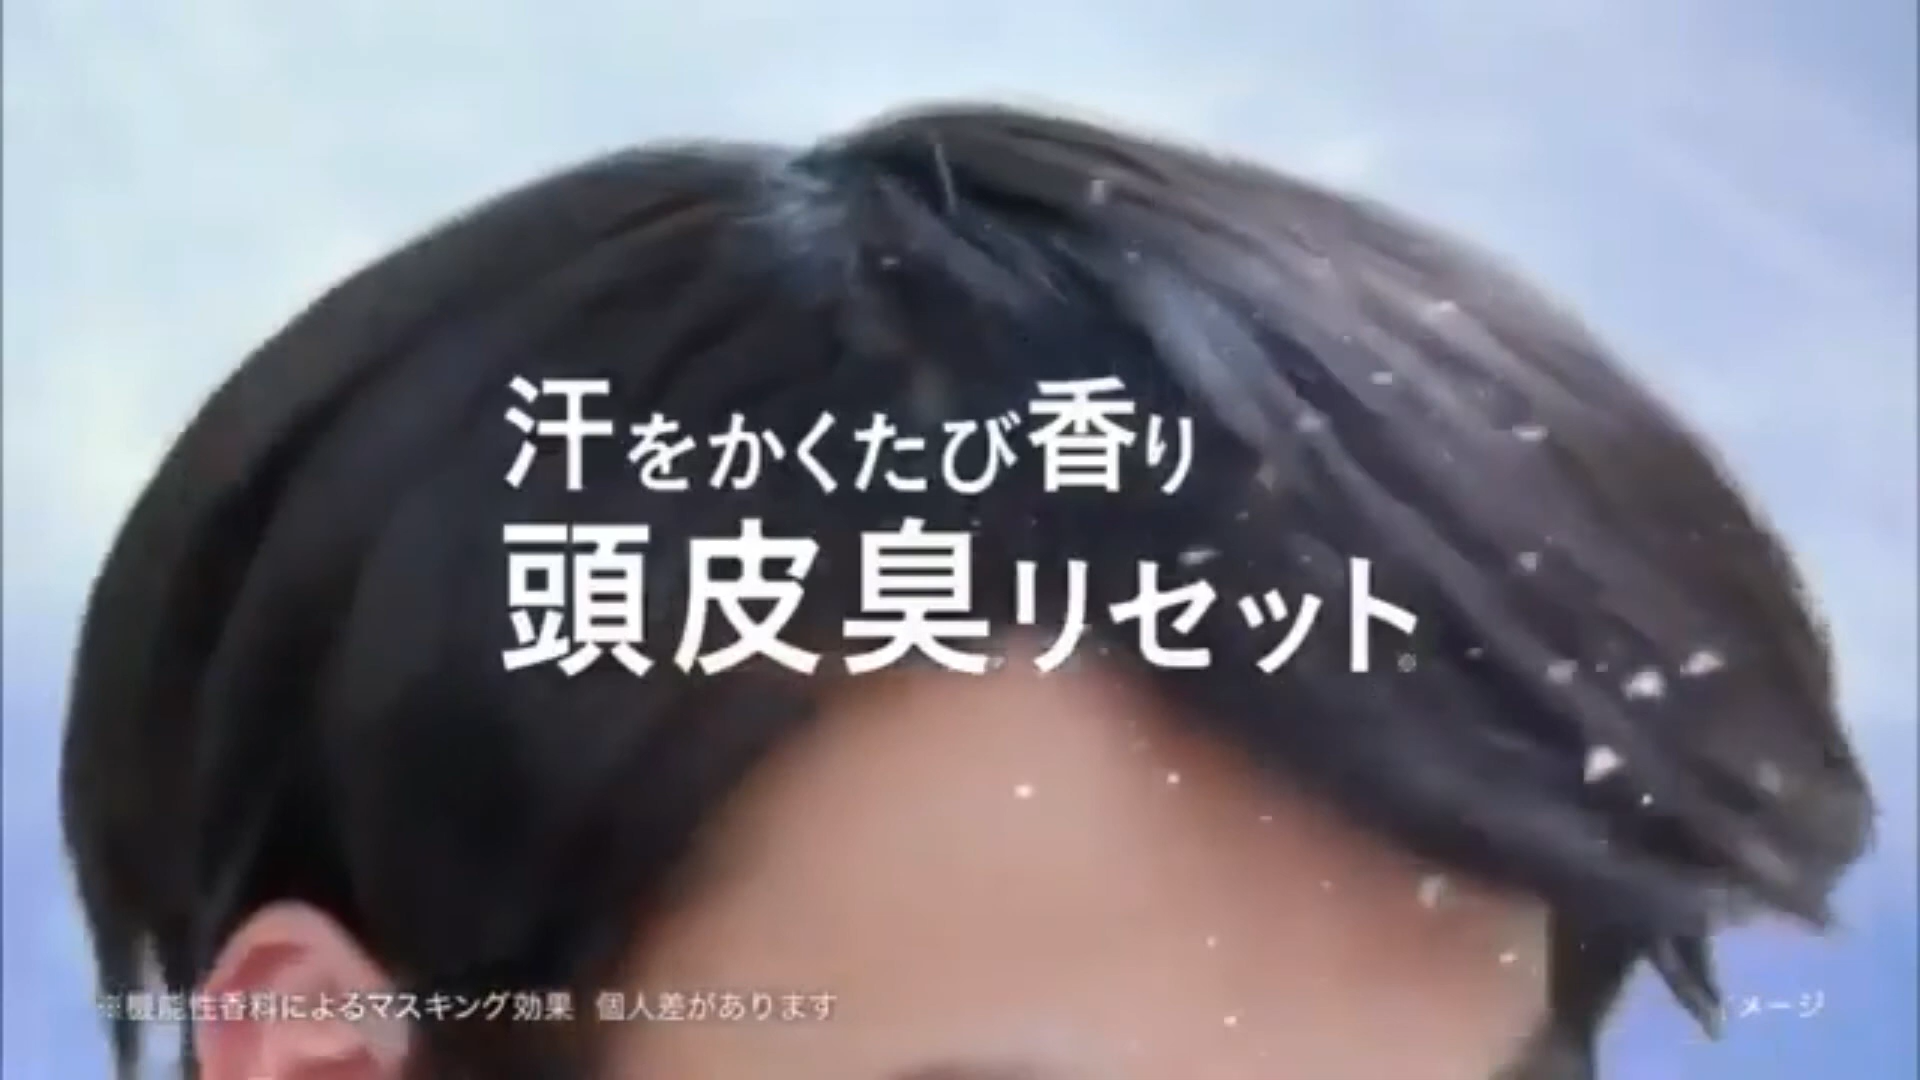 汗をかくたび香り
頭皮臭リセット※
※機能性香料によるマスキング効果 個人差があります
イメージ